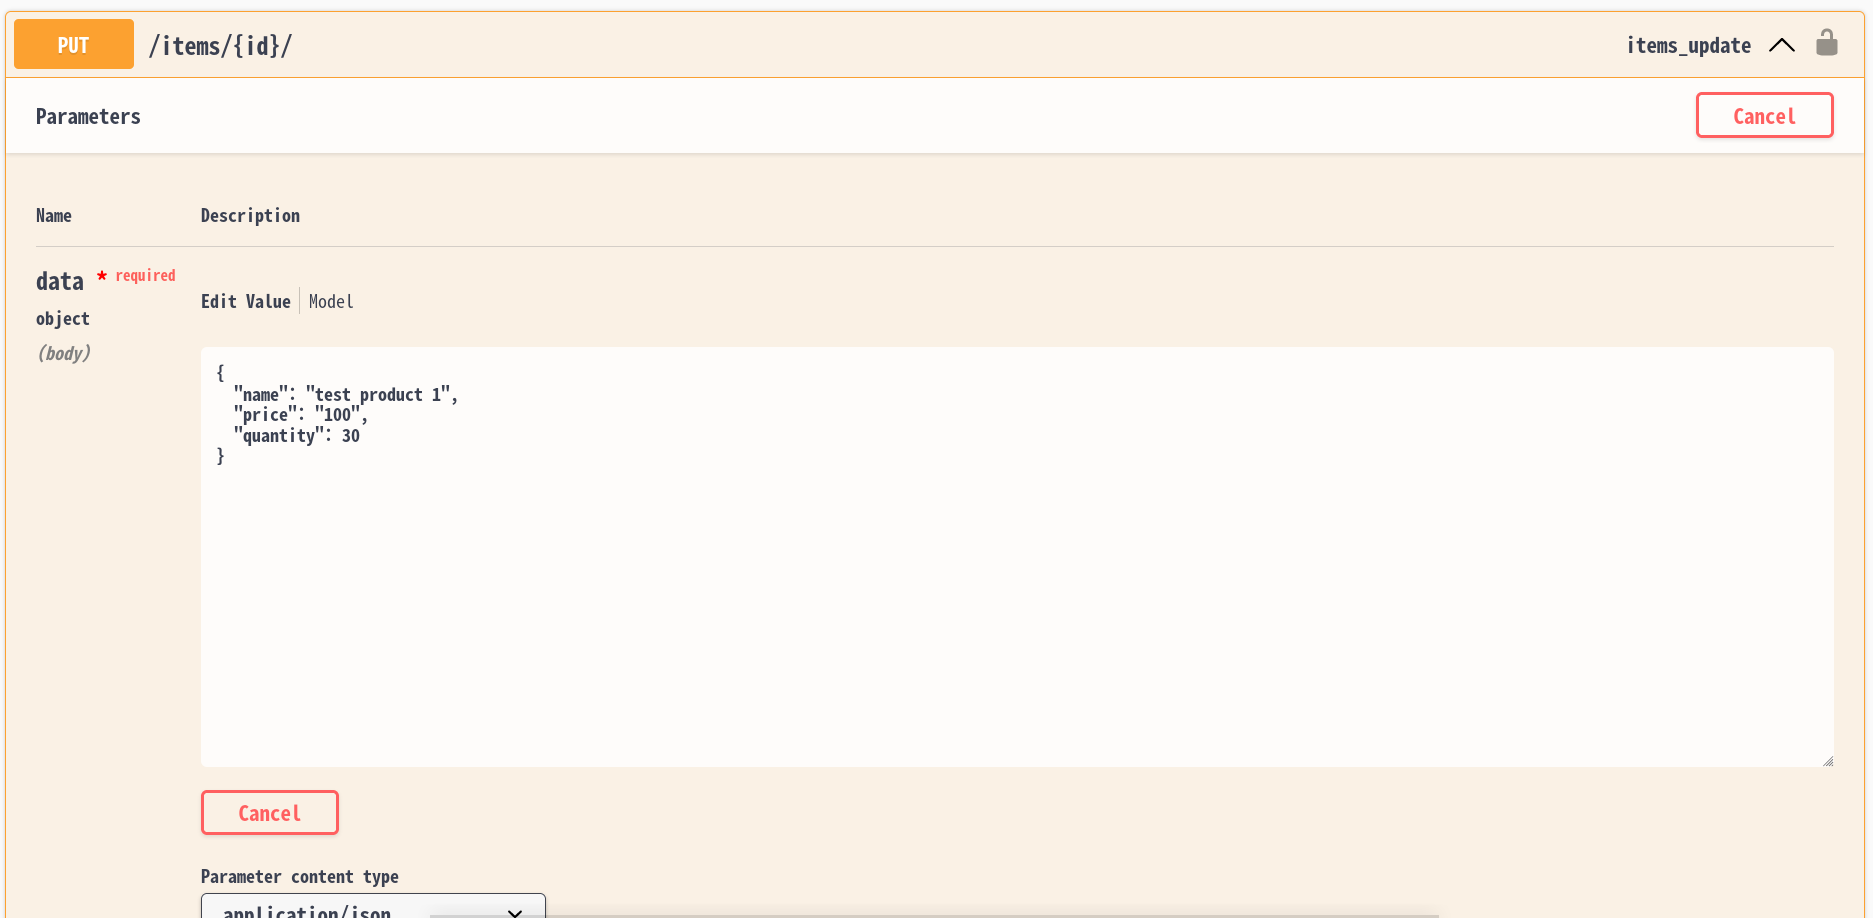 PUT /items/{id}/ items_update
Parameters Cancel
Name Description
data * required
object
(body)
Edit Value Model
{
  "name": "test product 1",
  "price": "100",
  "quantity": 30
}
Cancel
Parameter content type
application/json